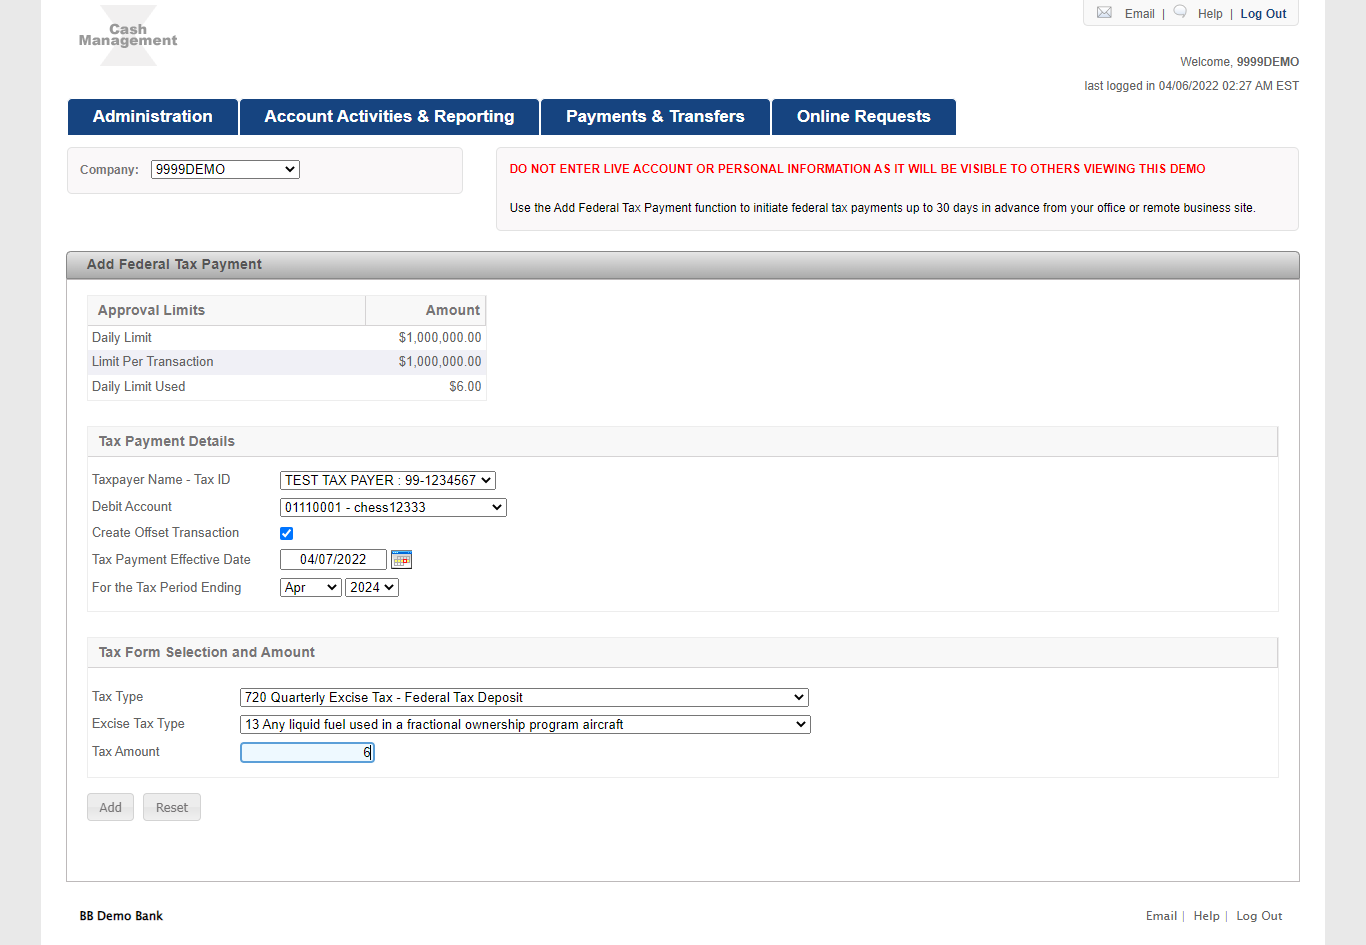 Cash
Management
Email | Help | Log Out
Welcome, 9999DEMO
last logged in 04/06/2022 02:27 AM EST
Administration Account Activities & Reporting Payments & Transfers Online Requests
Company: 9999DEMO
DO NOT ENTER LIVE ACCOUNT OR PERSONAL INFORMATION AS IT WILL BE VISIBLE TO OTHERS VIEWING THIS DEMO
Use the Add Federal Tax Payment function to initiate federal tax payments up to 30 days in advance from your office or remote business site.
Add Federal Tax Payment
Approval Limits Amount
Daily Limit $1,000,000.00
Limit Per Transaction $1,000,000.00
Daily Limit Used $6.00
Tax Payment Details
Taxpayer Name - Tax ID TEST TAX PAYER : 99-1234567
Debit Account 01110001 - chess12333
Create Offset Transaction
Tax Payment Effective Date 04/07/2022
For the Tax Period Ending Apr 2024
Tax Form Selection and Amount
Tax Type 720 Quarterly Excise Tax - Federal Tax Deposit
Excise Tax Type 13 Any liquid fuel used in a fractional ownership program aircraft
Tax Amount 6
Add Reset
BB Demo Bank
Email | Help | Log Out